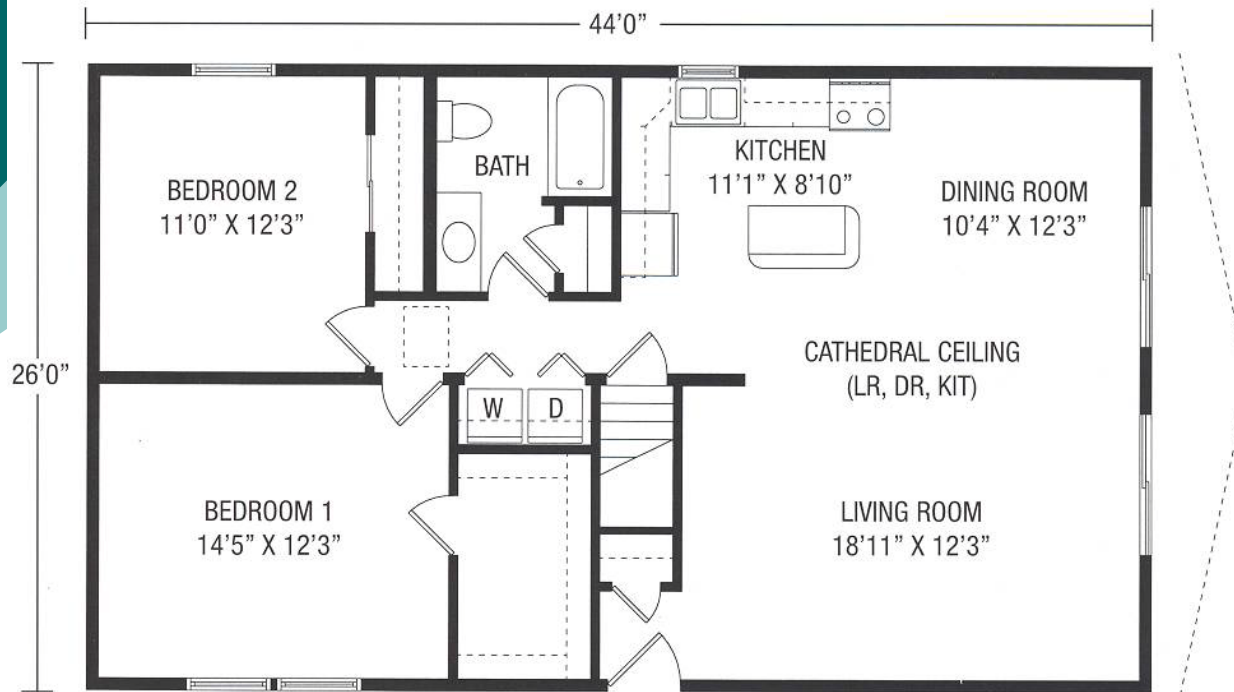 44’0”
26’0”
BEDROOM 2
11’0” X 12’3”
BATH
KITCHEN
11’1” X 8’10”
DINING ROOM
10’4” X 12’3”
CATHEDRAL CEILING
(LR, DR, KIT)
W
D
BEDROOM 1
14’5” X 12’3”
LIVING ROOM
18’11” X 12’3”